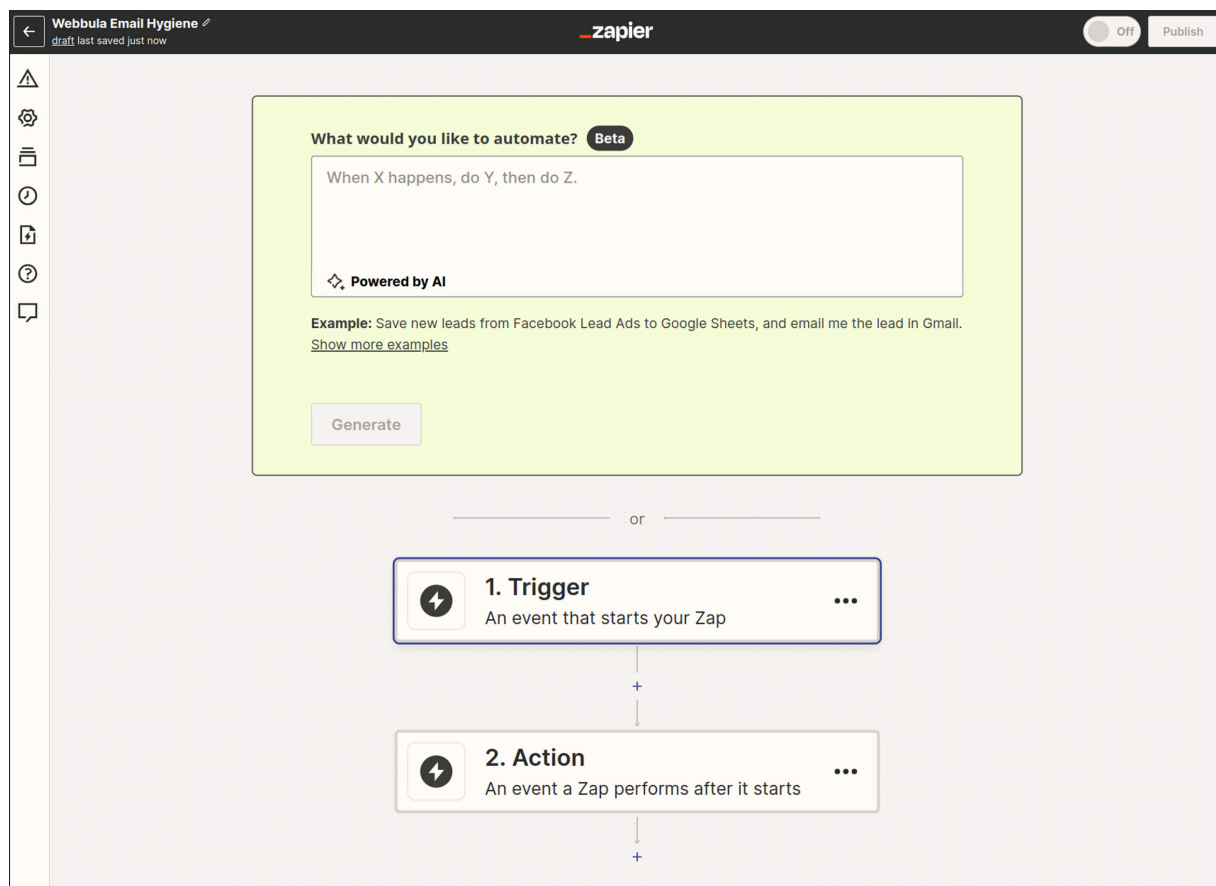 Webbula Email Hygiene
draft last saved just now
_zapier
Off
Publish
What would you like to automate? Beta
When X happens, do Y, then do Z.
Powered by AI
Example: Save new leads from Facebook Lead Ads to Google Sheets, and email me the lead in Gmail.
Show more examples
Generate
or
1. Trigger
An event that starts your Zap
2. Action
An event a Zap performs after it starts